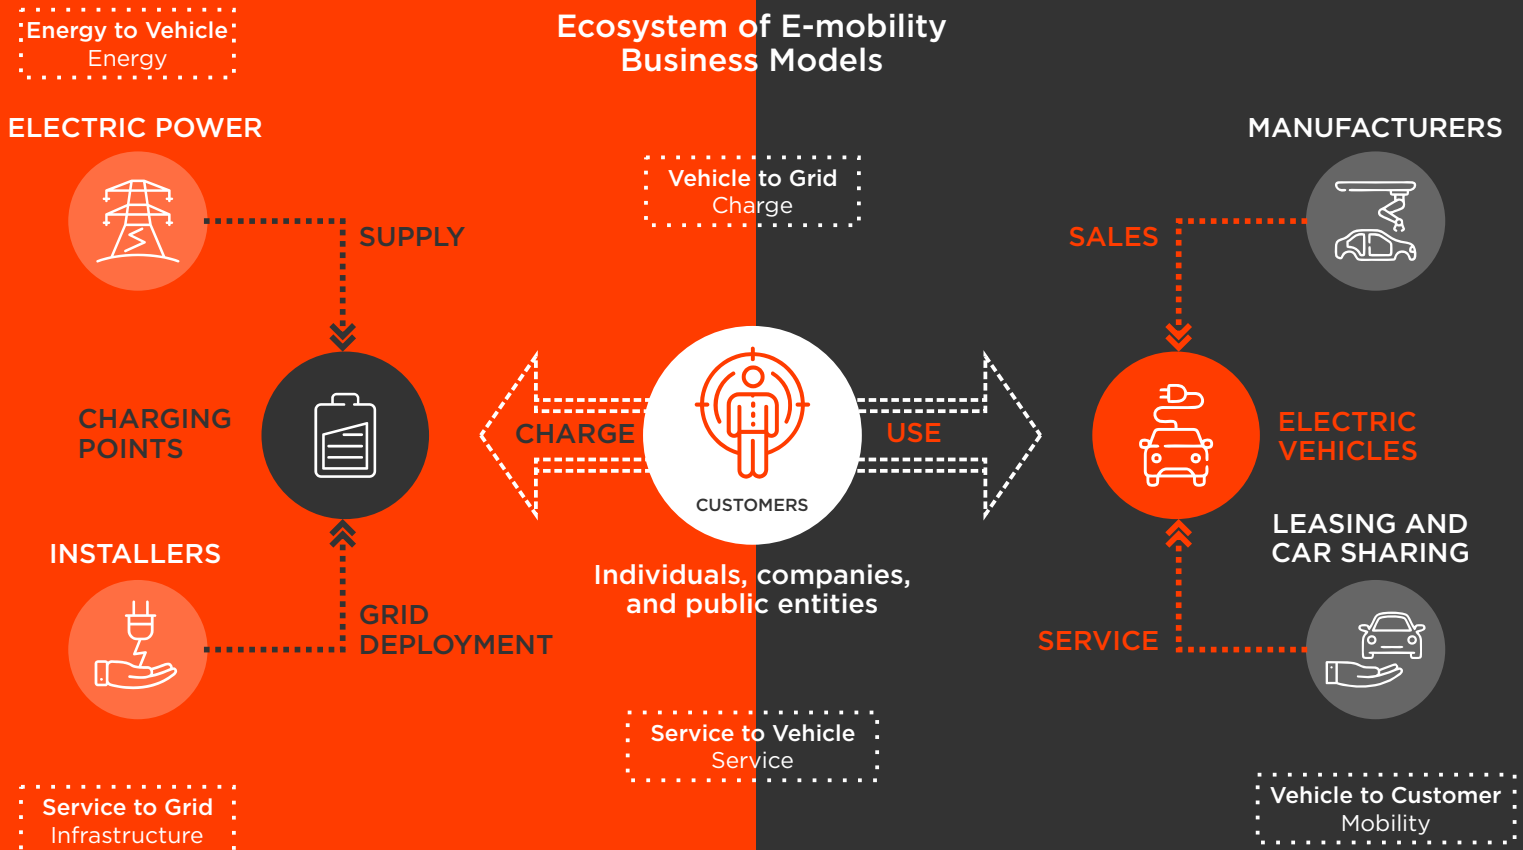 Energy to Vehicle
Energy
Ecosystem of E-mobility
Business Models
ELECTRIC POWER
MANUFACTURERS
Vehicle to Grid
Charge
SUPPLY
SALES
CHARGING
POINTS
CHARGE
CUSTOMERS
USE
ELECTRIC
VEHICLES
INSTALLERS
LEASING AND
CAR SHARING
Individuals, companies,
and public entities
GRID
DEPLOYMENT
SERVICE
Service to Vehicle
Service
Service to Grid
Infrastructure
Vehicle to Customer
Mobility